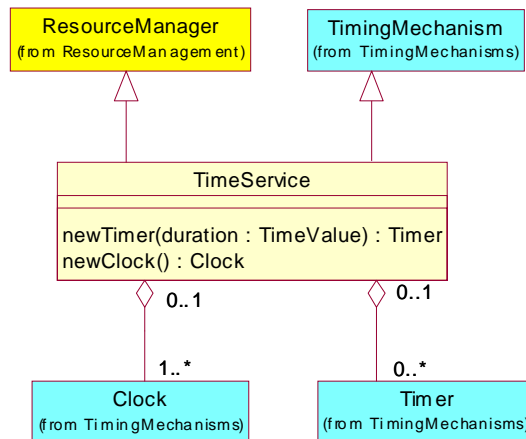 ResourceManager
(from ResourceManagement)
TimingMechanism
(from TimingMechanisms)
TimeService
newTimer(duration : TimeValue) : Timer
newClock() : Clock
0..1
0..1
1..*
0..*
Clock
(from TimingMechanisms)
Timer
(from TimingMechanisms)